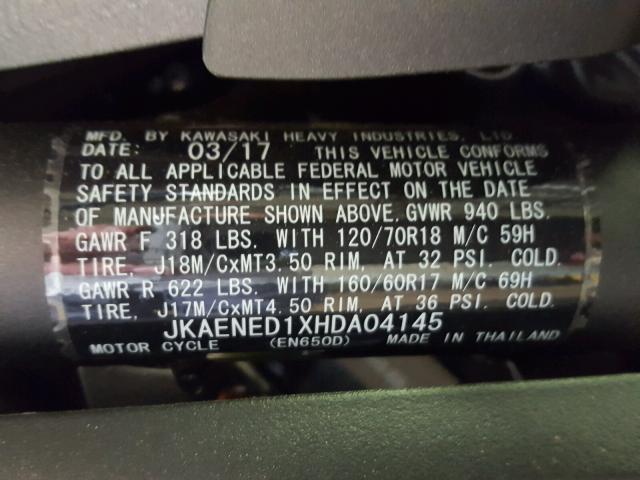 MFD. BY KAWASAKI HEAVY INDUSTRIES, LTD.
DATE: 03/17 THIS VEHICLE CONFORMS
TO ALL APPLICABLE FEDERAL MOTOR VEHICLE
SAFETY STANDARDS IN EFFECT ON THE DATE
OF MANUFACTURE SHOWN ABOVE. GVWR 940 LBS.
GAWR F 318 LBS. WITH 120/70R18 M/C 59H
TIRE, J18M/CxMT3.50 RIM, AT 32 PSI. COLD.
GAWR R 622 LBS. WITH 160/60R17 M/C 69H
TIRE, J17M/CxMT4.50 RIM, AT 36 PSI. COLD.
JKAENED1XHDA04145
MOTOR CYCLE (EN650D) MADE IN THAILAND